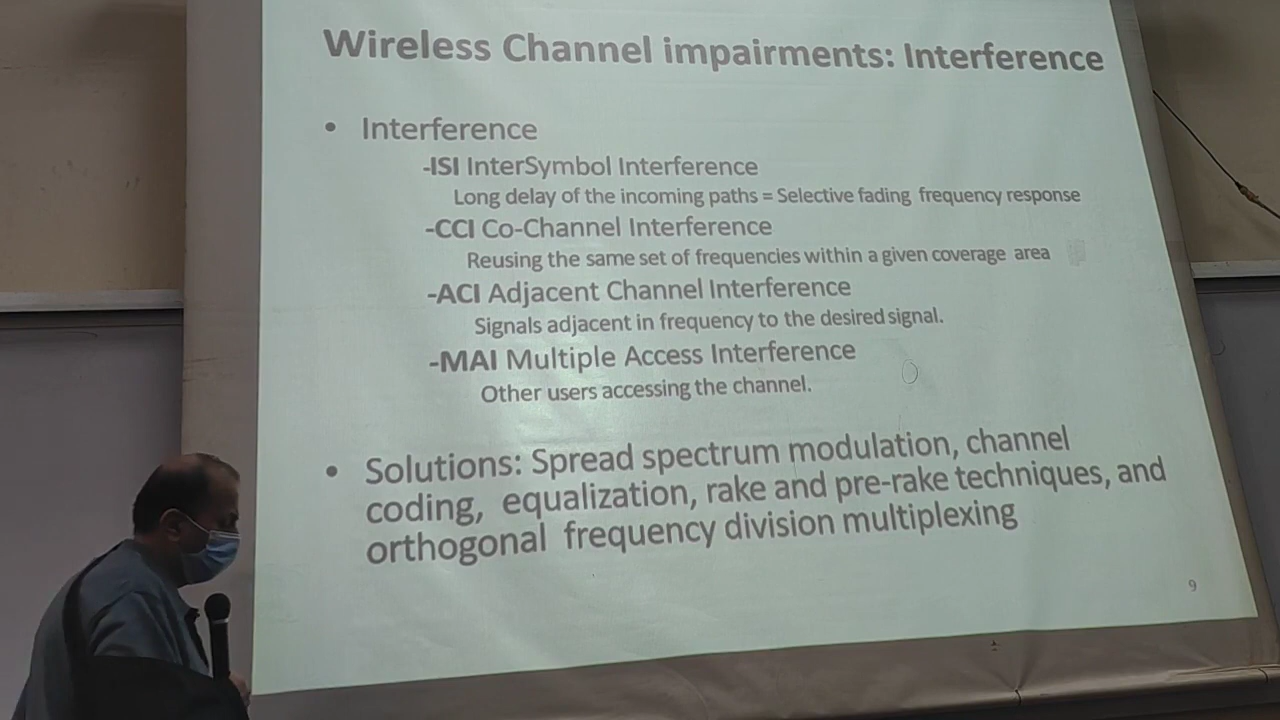 Wireless Channel impairments: Interference
• Interference
-ISI InterSymbol Interference
Long delay of the incoming paths = Selective fading frequency response
-CCI Co-Channel Interference
Reusing the same set of frequencies within a given coverage area
-ACI Adjacent Channel Interference
Signals adjacent in frequency to the desired signal.
-MAI Multiple Access Interference
Other users accessing the channel.
• Solutions: Spread spectrum modulation, channel
coding, equalization, rake and pre-rake techniques, and
orthogonal frequency division multiplexing
9